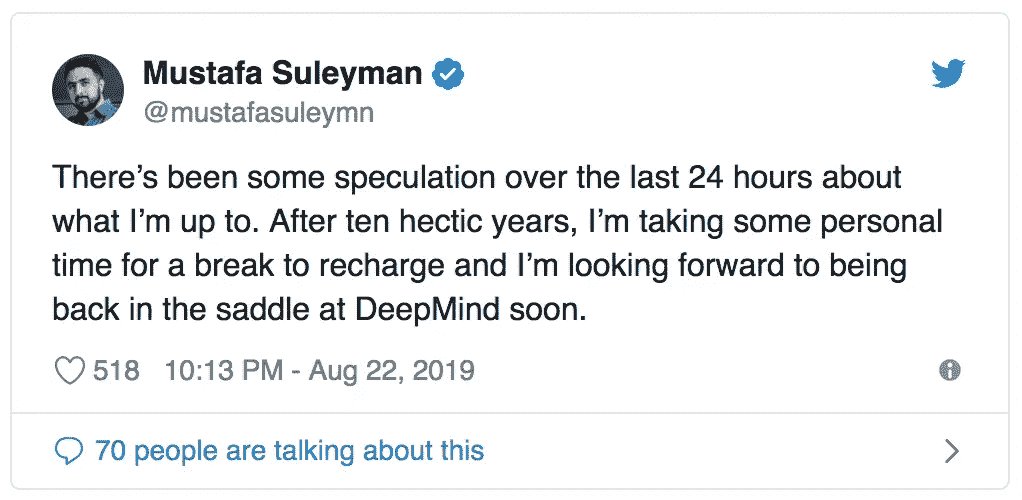 Mustafa Suleyman
@mustafasuleymn
There’s been some speculation over the last 24 hours about
what I’m up to. After ten hectic years, I’m taking some personal
time for a break to recharge and I’m looking forward to being
back in the saddle at DeepMind soon.
518 10:13 PM - Aug 22, 2019
70 people are talking about this